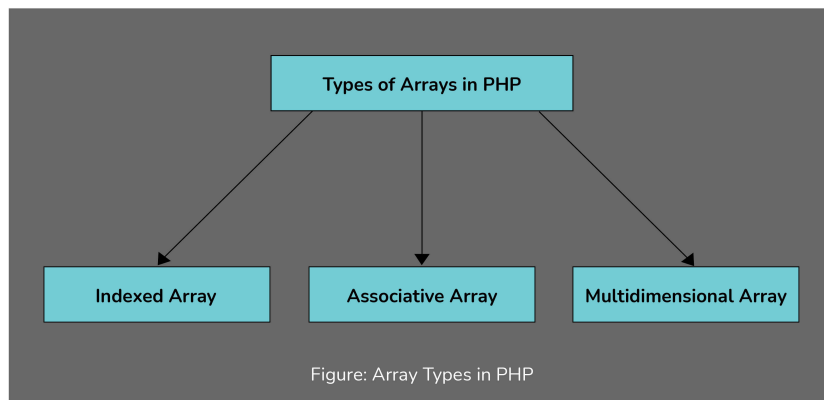 Types of Arrays in PHP
Indexed Array
Associative Array
Multidimensional Array
Figure: Array Types in PHP